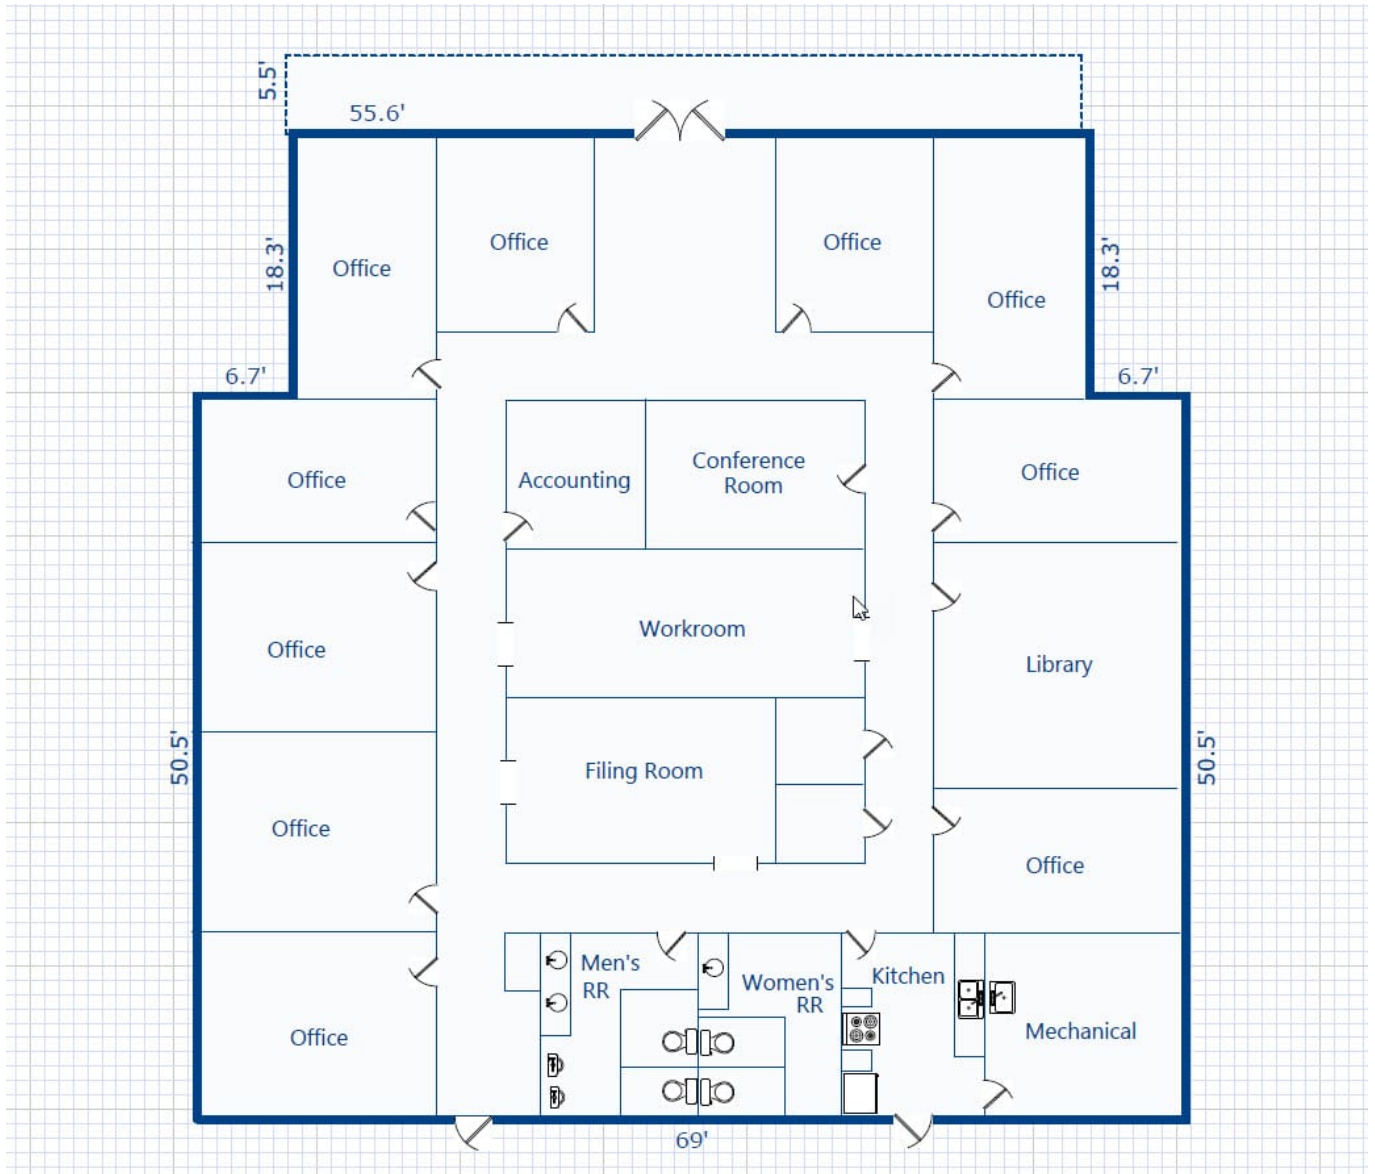 5.5'
55.6'
Office
Office
18.3'
Office
18.3'
Office
6.7'
6.7'
Conference
Room
Office
Office
Accounting
Workroom
Office
Library
50.5'
50.5'
Filing Room
Office
Office
Men's
RR
Women's
RR
Kitchen
Office
Mechanical
69'